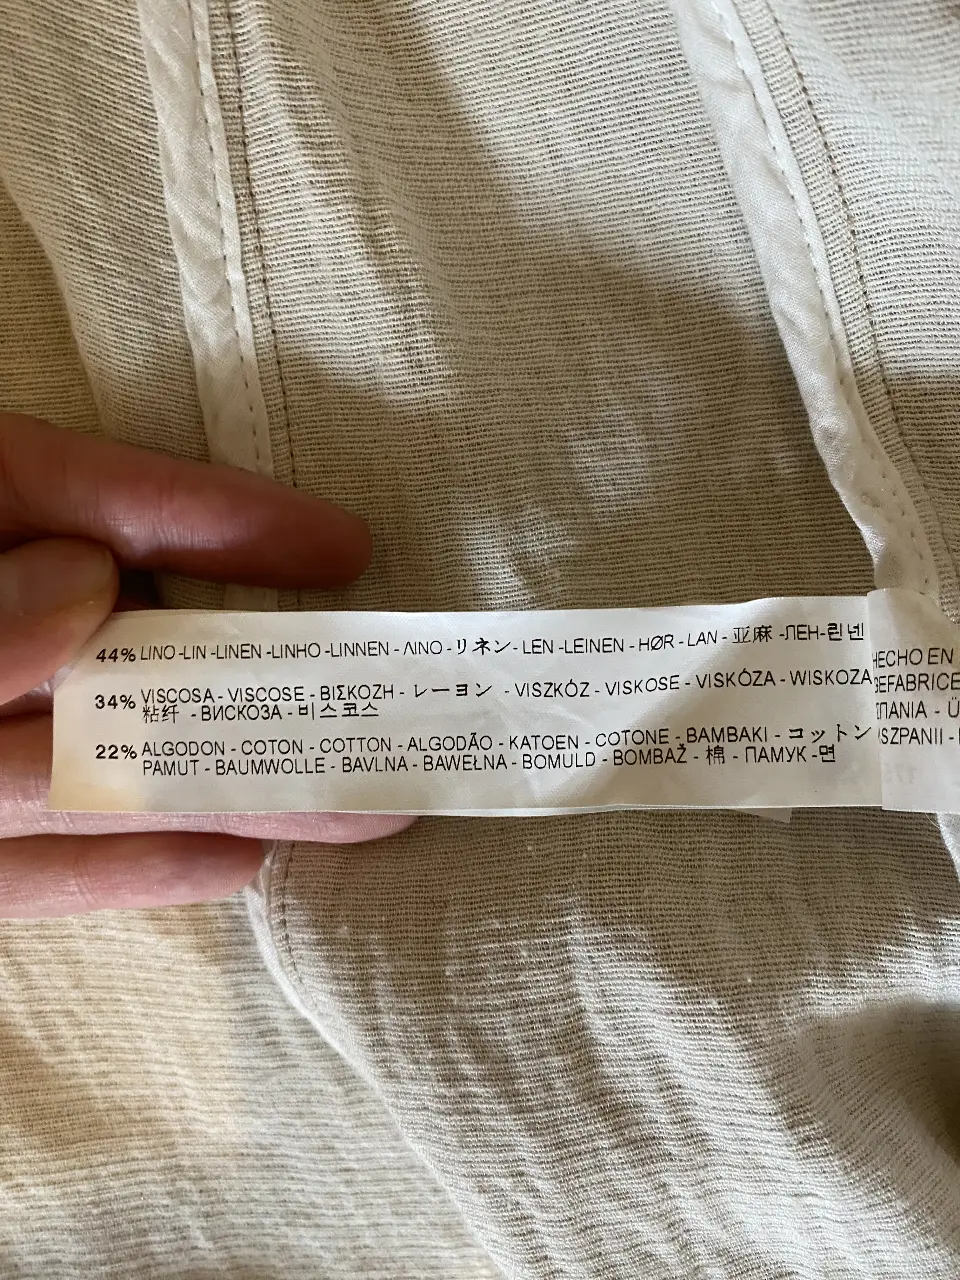 44% LINO -LIN -LINEN -LINHO -LINNEN - ΛΙΝΟ - リネン - LEN -LEINEN - HØR - LAN - 亚麻 -ЛЕН-린넨
34% VISCOSA - VISCOSE - ΒΙΣΚΟΖΗ - レーヨン - VISZKÓZ - VISKOSE - VISKÓZA - WISKOZA
粘纤 - ВИСКОЗА - 비스코스
22% ALGODON - COTON - COTTON - ALGODÃO - KATOEN - COTONE - BAMBAKI - コットン
PAMUT - BAUMWOLLE - BAVLNA - BAWEŁNA - BOMULD - BOMBAŽ - 棉 - ПАМУК -면
HECHO EN